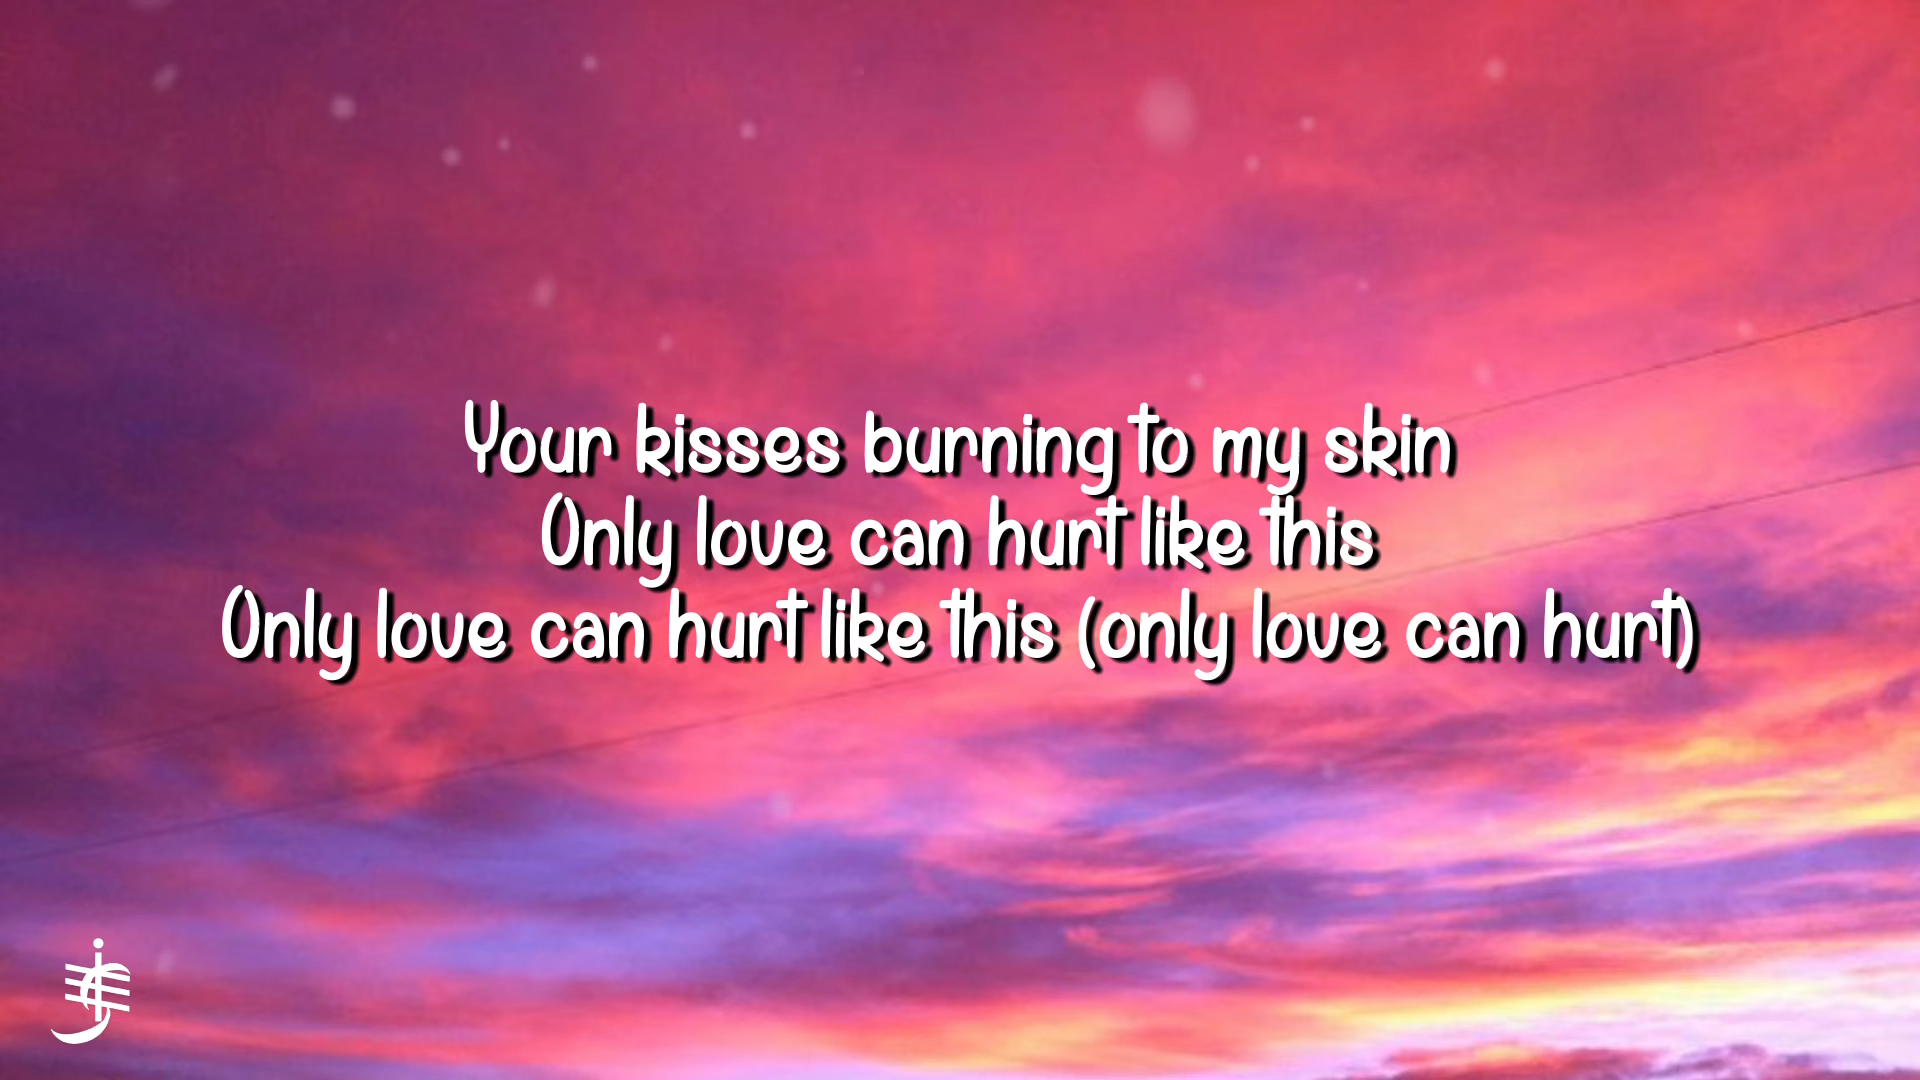 Your kisses burning to my skin
Only love can hurt like this
Only love can hurt like this (only love can hurt)